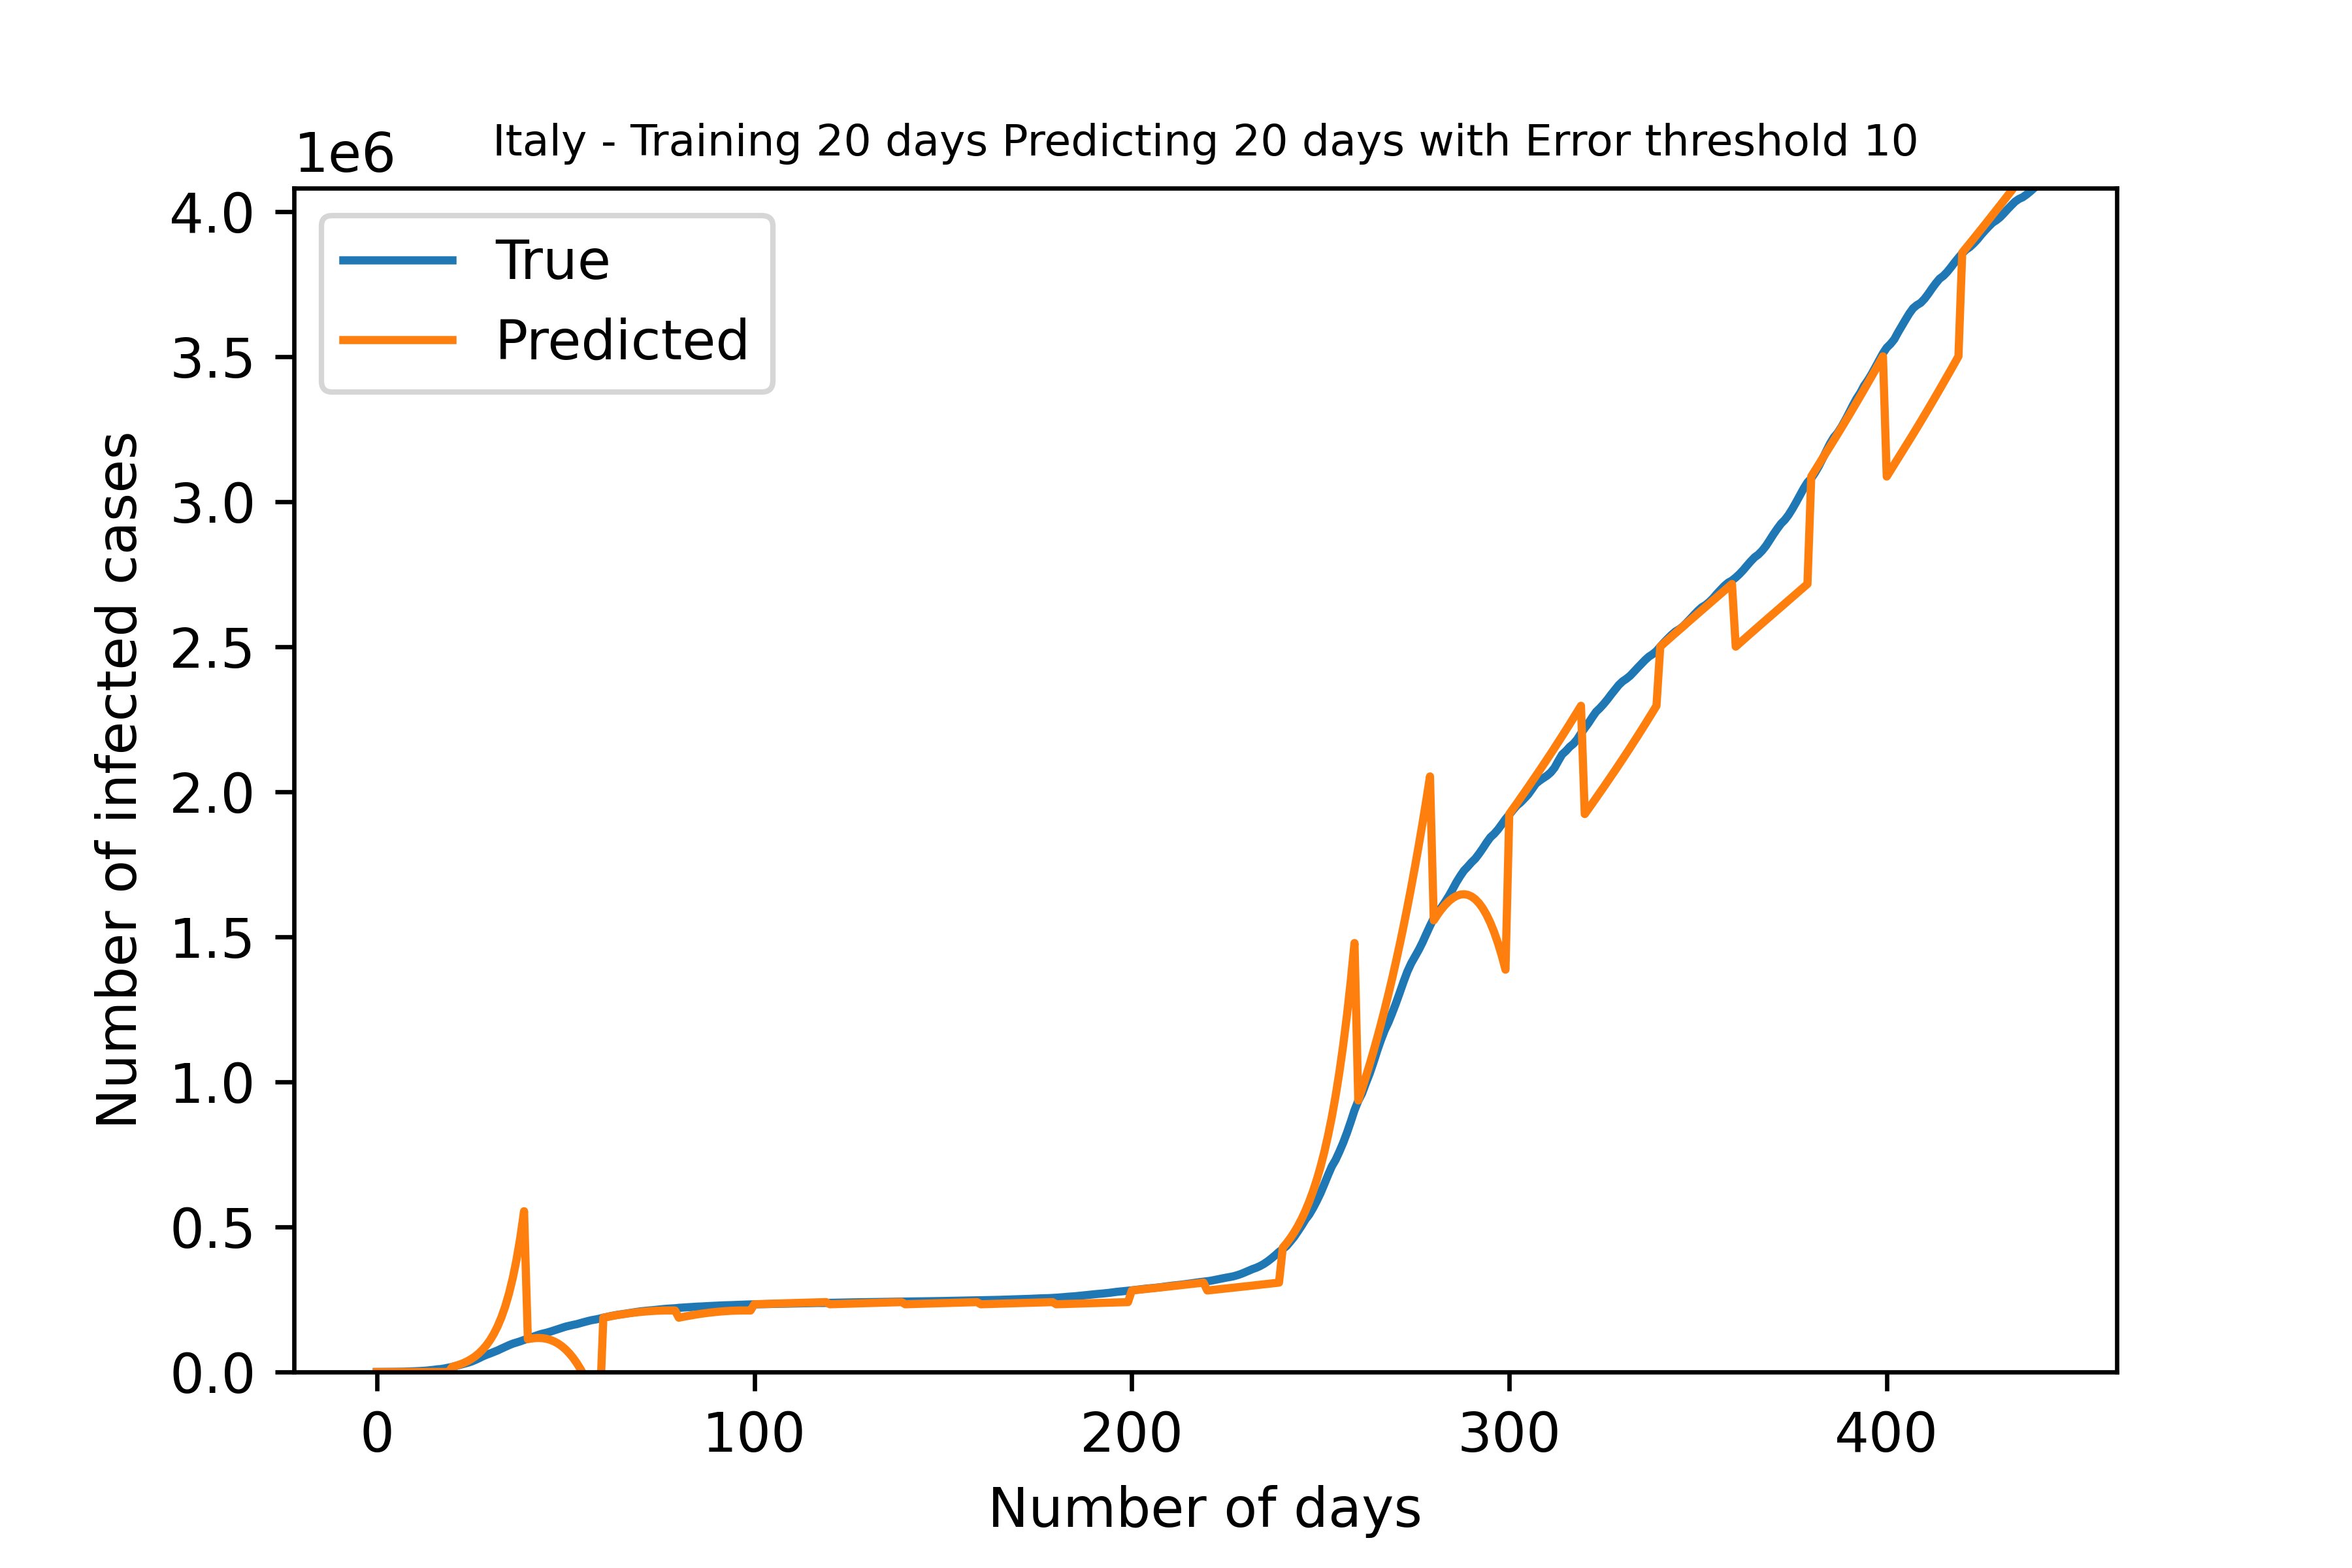 Italy - Training 20 days Predicting 20 days with Error threshold 10
1e6
True
Predicted
4.0
3.5
3.0
2.5
2.0
1.5
1.0
0.5
0.0
Number of infected cases
0 100 200 300 400
Number of days